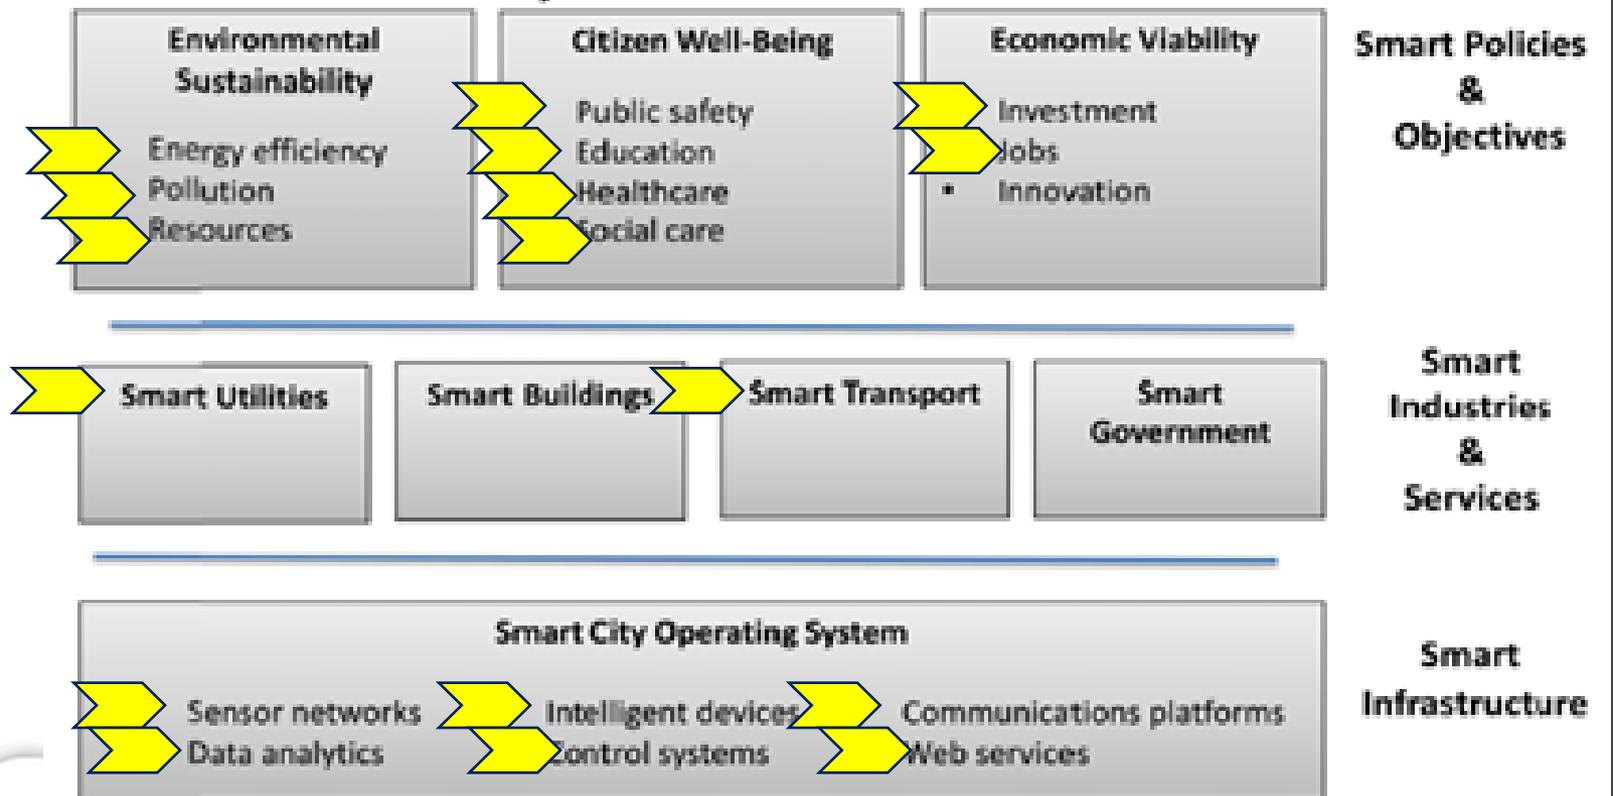 Environmental
Sustainability
Energy efficiency
Pollution
Resources
Citizen Well-Being
Public safety
Education
Healthcare
Social care
Economic Viability
Investment
Jobs
• Innovation
Smart Policies
&
Objectives
Smart Utilities
Smart Buildings
Smart Transport
Smart
Government
Smart
Industries
&
Services
Smart City Operating System
Sensor networks
Data analytics
Intelligent devices
Control systems
Communications platforms
Web services
Smart
Infrastructure